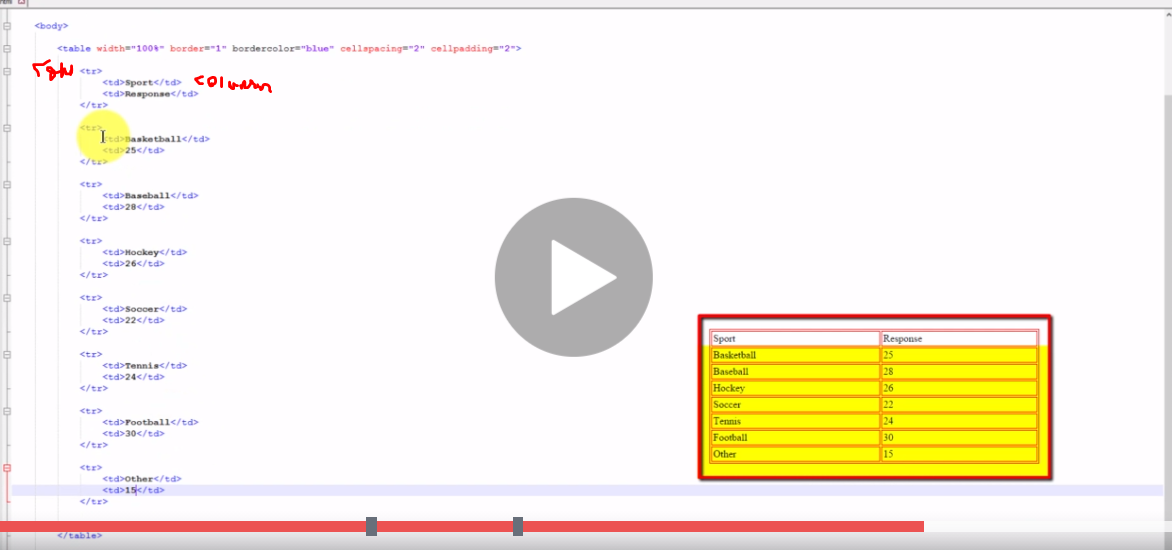 <body>
<table width="100%" border="1" bordercolor="blue" cellspacing="2" cellpadding="2">
<tr>
<td>Sport</td> column
<td>Response</td>
</tr>
<tr>
<td>Basketball</td>
<td>25</td>
</tr>
<tr>
<td>Baseball</td>
<td>28</td>
</tr>
<tr>
<td>Hockey</td>
<td>26</td>
</tr>
<tr>
<td>Soccer</td>
<td>22</td>
</tr>
<tr>
<td>Tennis</td>
<td>24</td>
</tr>
<tr>
<td>Football</td>
<td>30</td>
</tr>
<tr>
<td>Other</td>
<td>15</td>
</tr>
</table>
Sport Response
Basketball 25
Baseball 28
Hockey 26
Soccer 22
Tennis 24
Football 30
Other 15